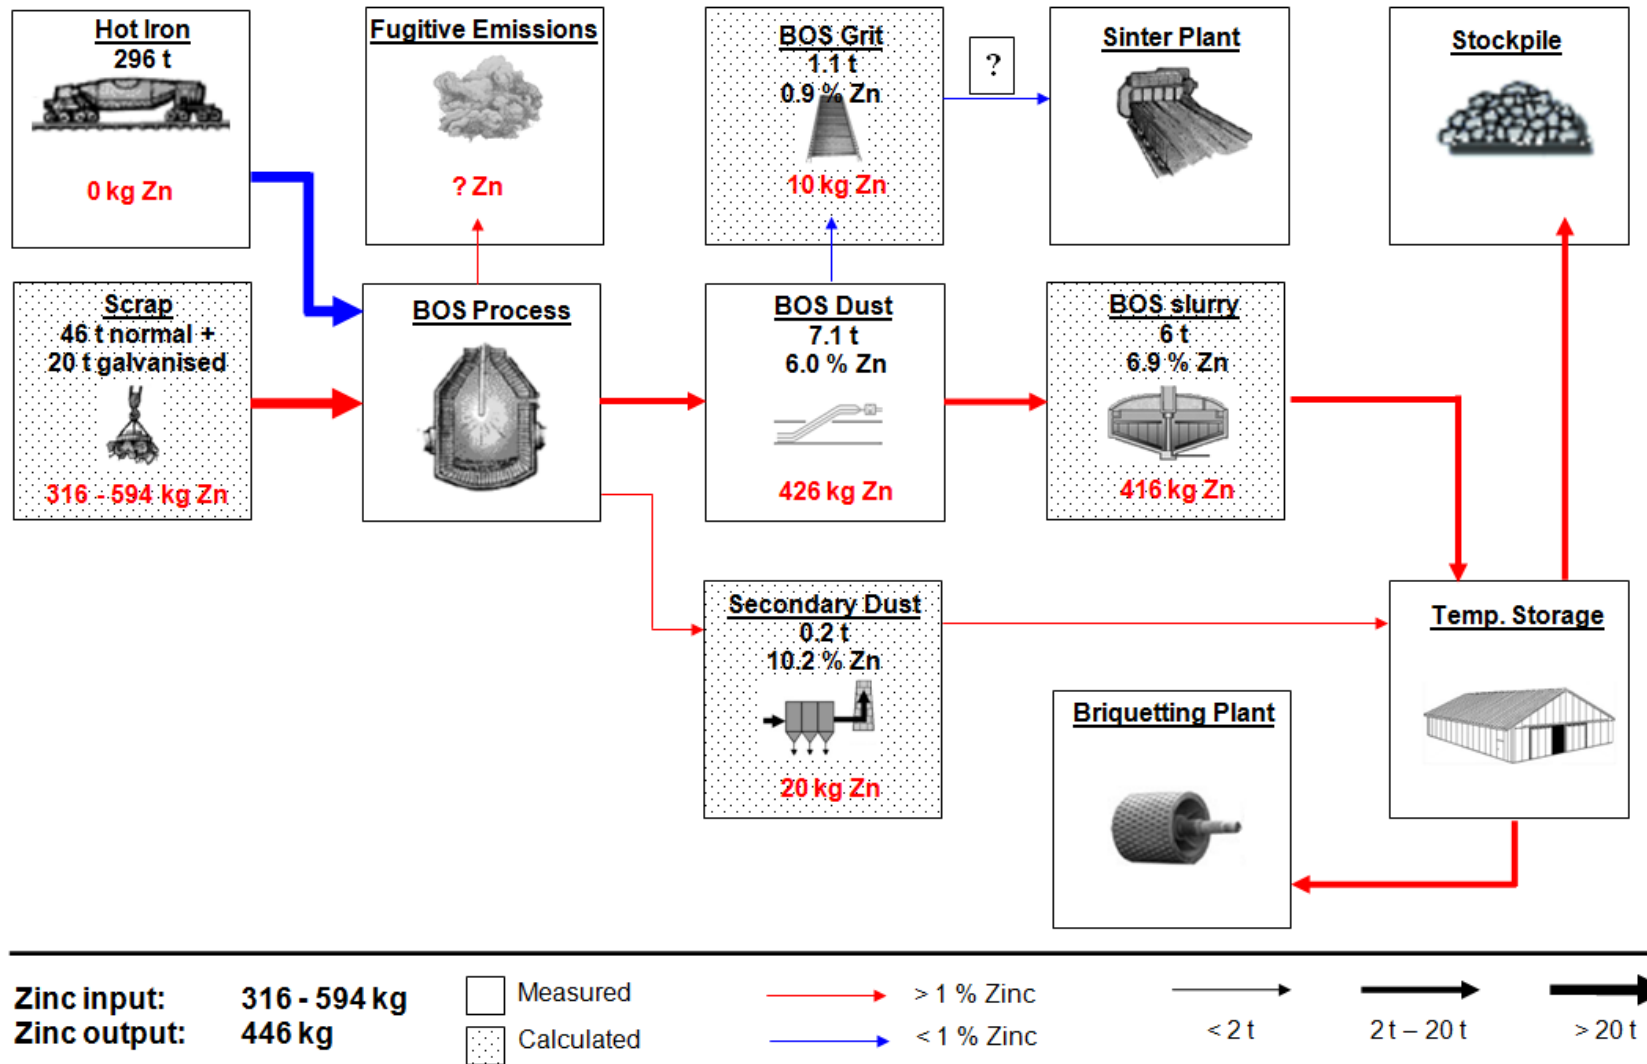 Hot Iron
296 t
0 kg Zn
Fugitive Emissions
? Zn
BOS Grit
1.1 t
0.9 % Zn
10 kg Zn
?
Sinter Plant
Stockpile
Scrap
46 t normal +
20 t galvanised
316 - 594 kg Zn
BOS Process
BOS Dust
7.1 t
6.0 % Zn
426 kg Zn
BOS slurry
6 t
6.9 % Zn
416 kg Zn
Secondary Dust
0.2 t
10.2 % Zn
20 kg Zn
Temp. Storage
Briquetting Plant
Zinc input: 316 - 594 kg
Zinc output: 446 kg
Measured
Calculated
> 1 % Zinc
< 1 % Zinc
< 2 t
2 t – 20 t
> 20 t